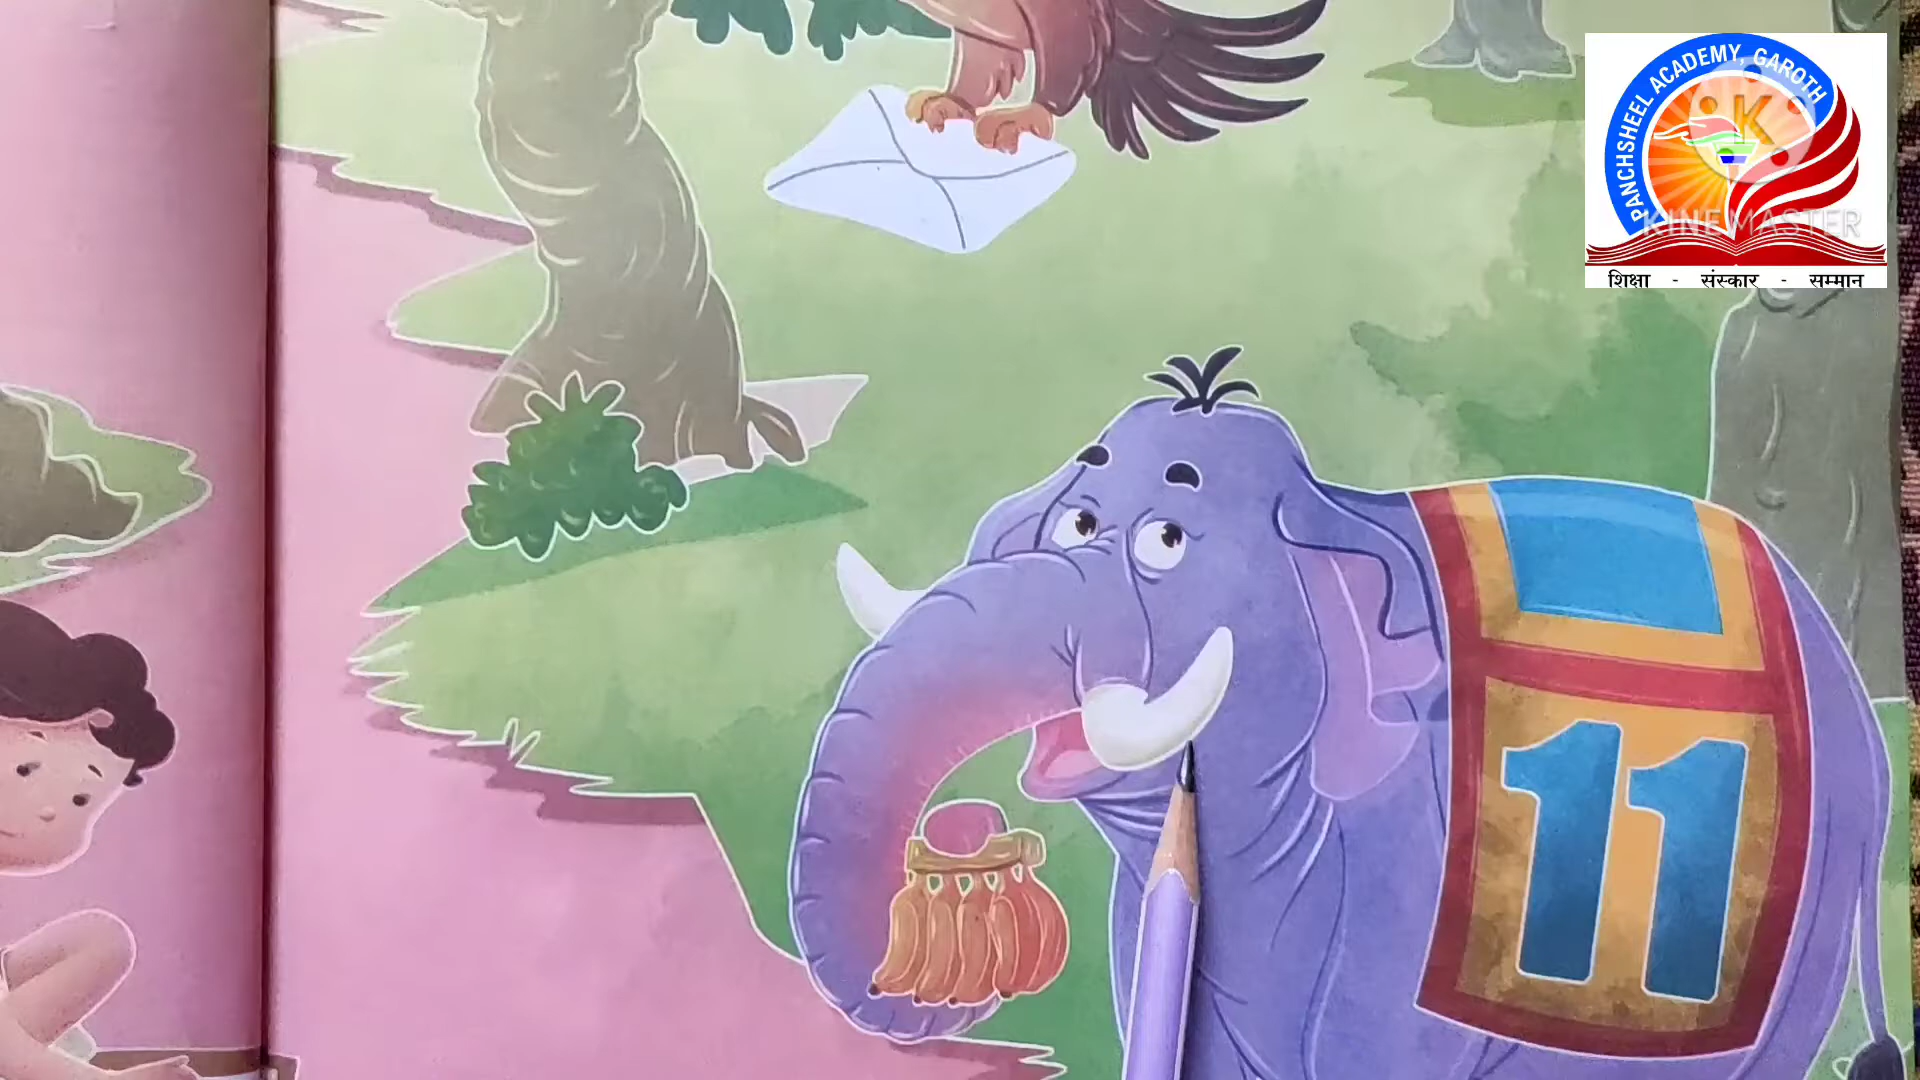 PANCHSHEEL ACADEMY, GAROTH
K
KINEMASTER
शिक्षा - संस्कार - सम्मान
11